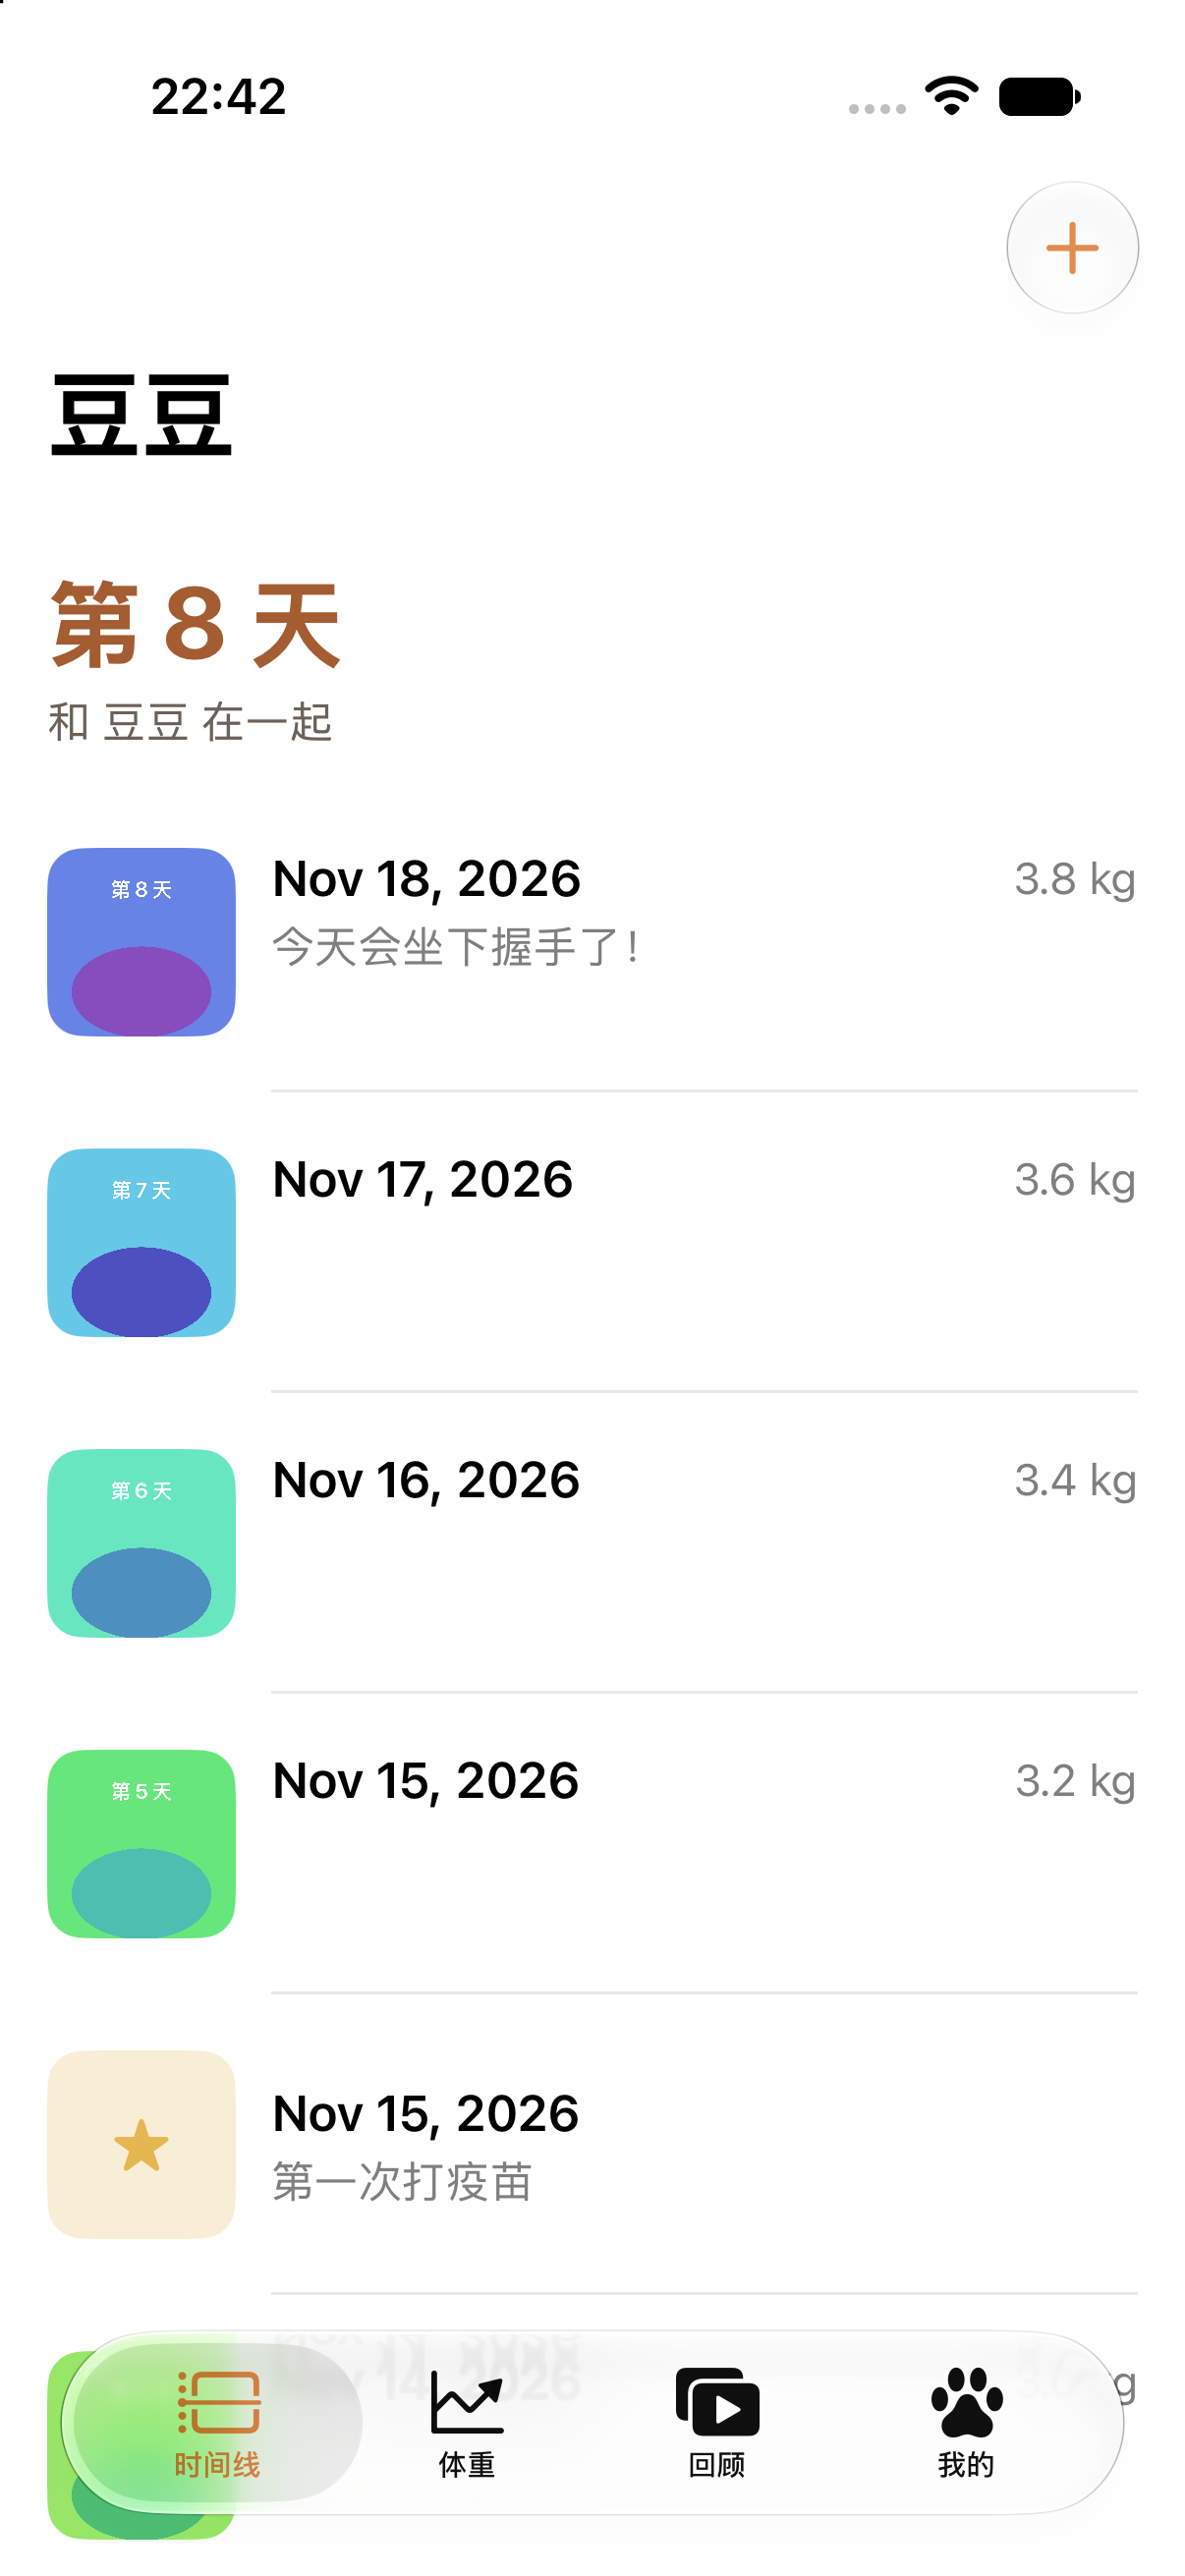 22:42
豆豆
第 8 天
和 豆豆 在一起
第 8 天
Nov 18, 2026
3.8 kg
今天会坐下握手了！
第 7 天
Nov 17, 2026
3.6 kg
第 6 天
Nov 16, 2026
3.4 kg
第 5 天
Nov 15, 2026
3.2 kg
Nov 15, 2026
第一次打疫苗
时间线
体重
回顾
我的